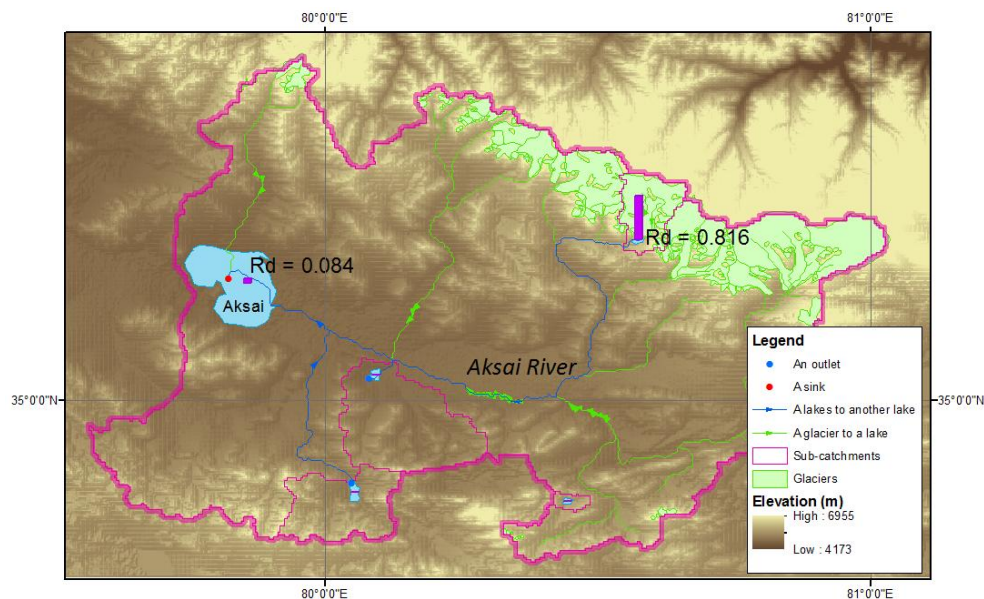 80°0'0"E
81°0'0"E
Rd = 0.816
Rd = 0.084
Aksai
Aksai River
35°0'0"N
35°0'0"N
Legend
An outlet
A sink
A lakes to another lake
A glacier to a lake
Sub-catchments
Glaciers
Elevation (m)
High : 6955
Low : 4173
80°0'0"E
81°0'0"E